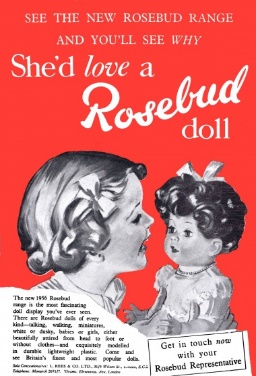 SEE THE NEW ROSEBUD RANGE
AND YOU'LL SEE WHY
She'd love a
Rosebud
doll
The new 1956 Rosebud
range is the most fascinating
doll display you've ever seen.
There are Rosebud dolls of every
kind—talking, walking, miniatures,
white or dusky, babies or girls, either
beautifully attired from head to foot or
without clothes—and exquisitely modelled
in durable lightweight plastic. Come and
see Britain's finest and most popular dolls.
Sole Concessionaires: L. REES & CO. LTD.,
E.C.2
Telephone:
London
Get in touch now
with your
Rosebud Representative